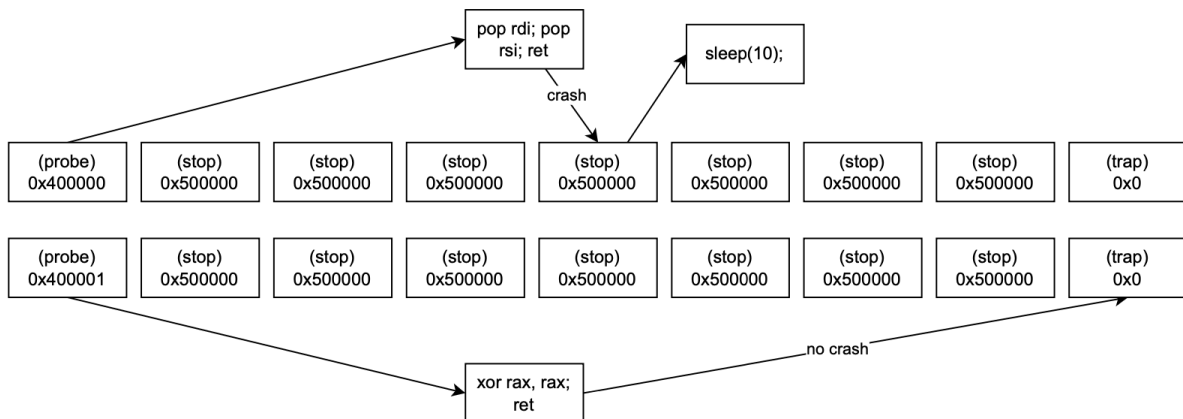 pop rdi; pop
rsi; ret
sleep(10);
crash
(probe)
0x400000
(stop)
0x500000
(stop)
0x500000
(stop)
0x500000
(stop)
0x500000
(stop)
0x500000
(stop)
0x500000
(stop)
0x500000
(trap)
0x0
(probe)
0x400001
(stop)
0x500000
(stop)
0x500000
(stop)
0x500000
(stop)
0x500000
(stop)
0x500000
(stop)
0x500000
(stop)
0x500000
(trap)
0x0
no crash
xor rax, rax;
ret